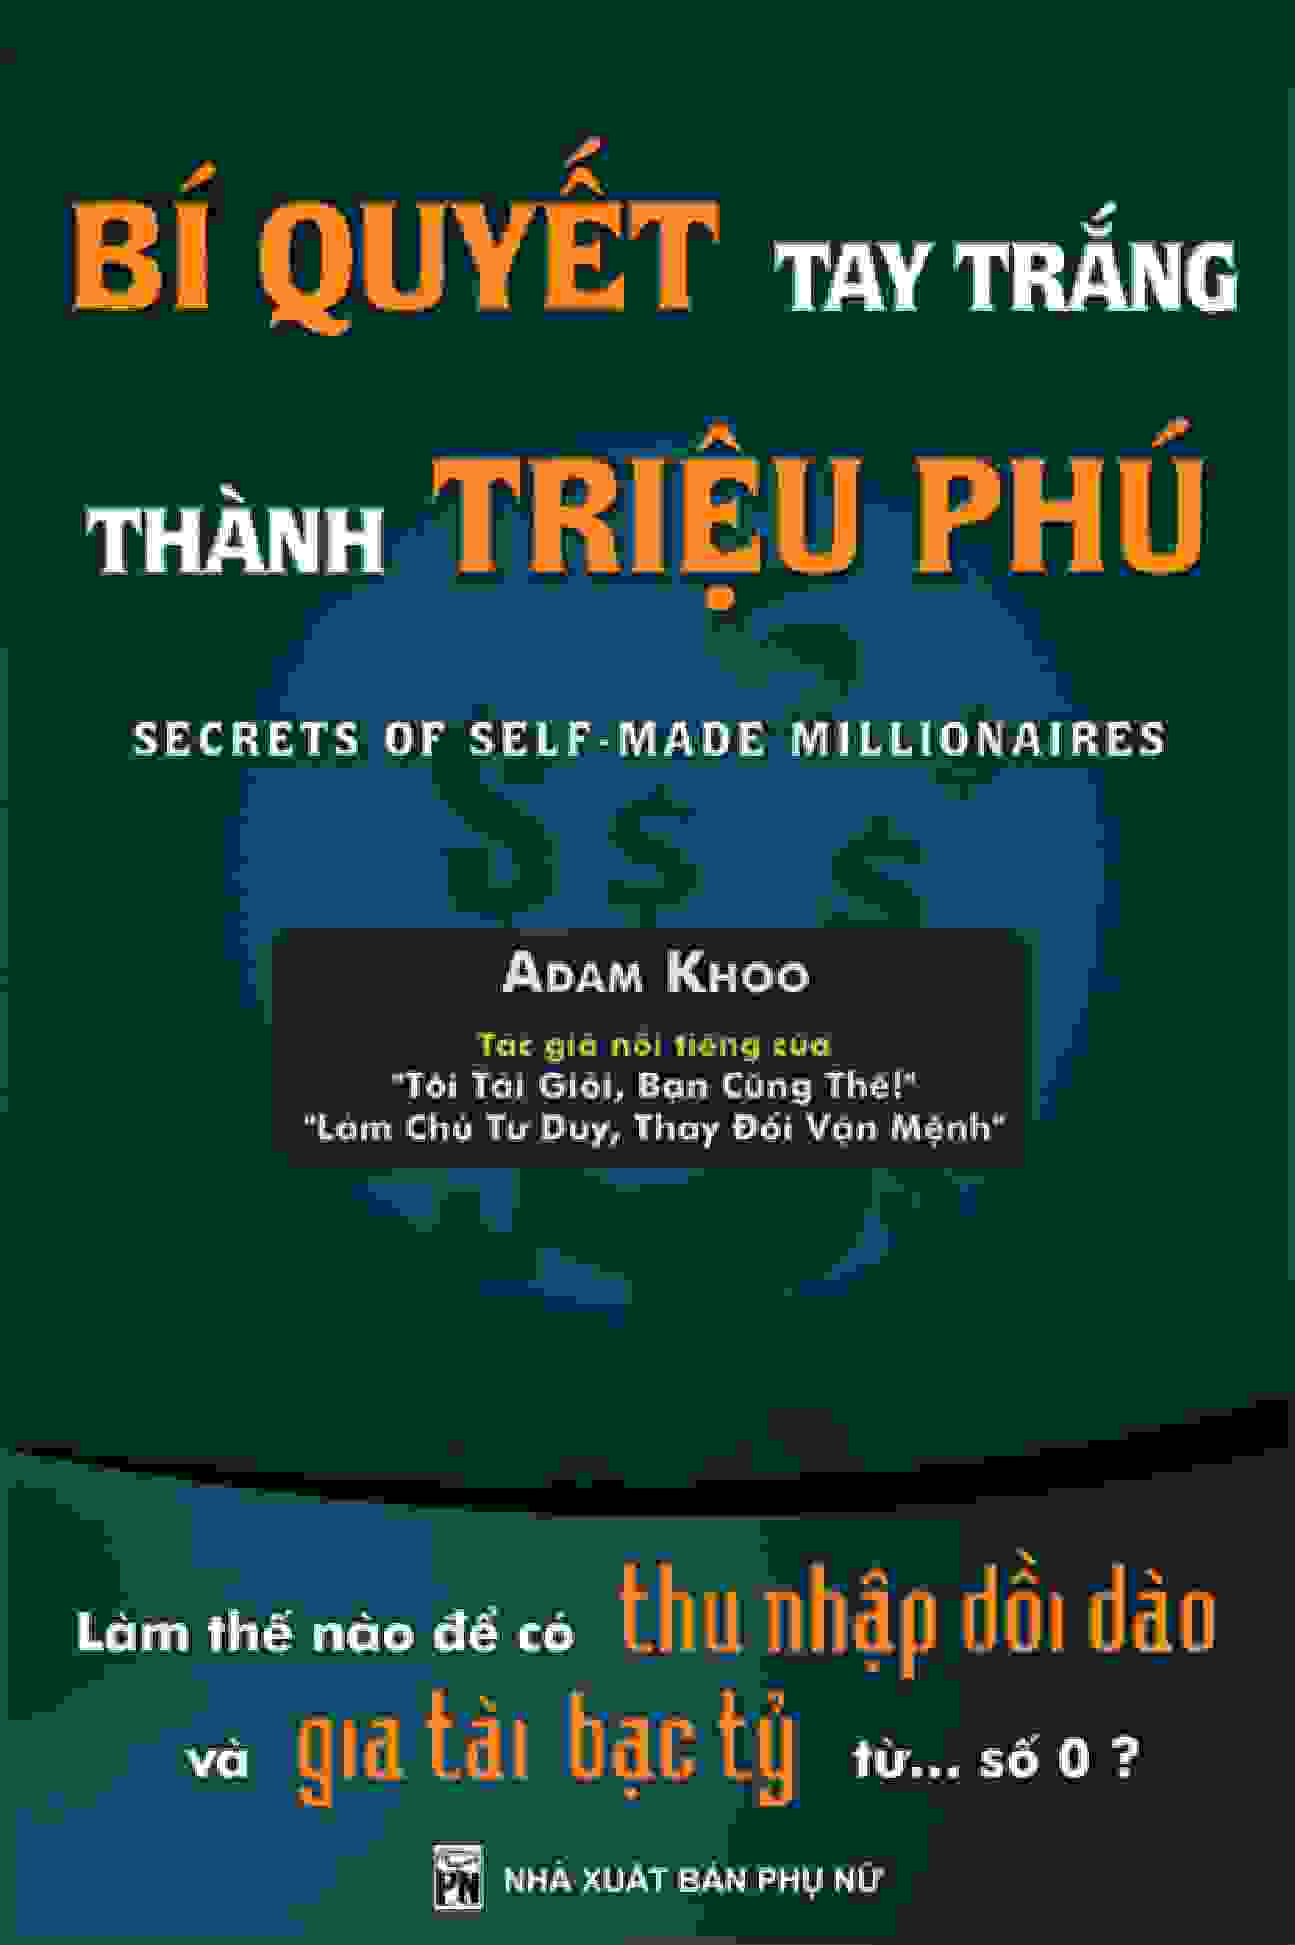 BÍ QUYẾT TAY TRẮNG
THÀNH TRIỆU PHÚ
SECRETS OF SELF-MADE MILLIONAIRES
ADAM KHOO
Tác giả nổi tiếng của
"Tôi Tài Giỏi, Bạn Cũng Thế!"
"Làm Chủ Tư Duy, Thay Đổi Vận Mệnh"
Làm thế nào để có thu nhập dồi dào
và gia tài bạc tỷ từ... số 0 ?
PN NHÀ XUẤT BẢN PHỤ NỮ